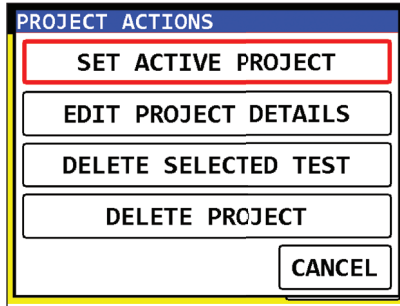 PROJECT ACTIONS
SET ACTIVE PROJECT
EDIT PROJECT DETAILS
DELETE SELECTED TEST
DELETE PROJECT
CANCEL